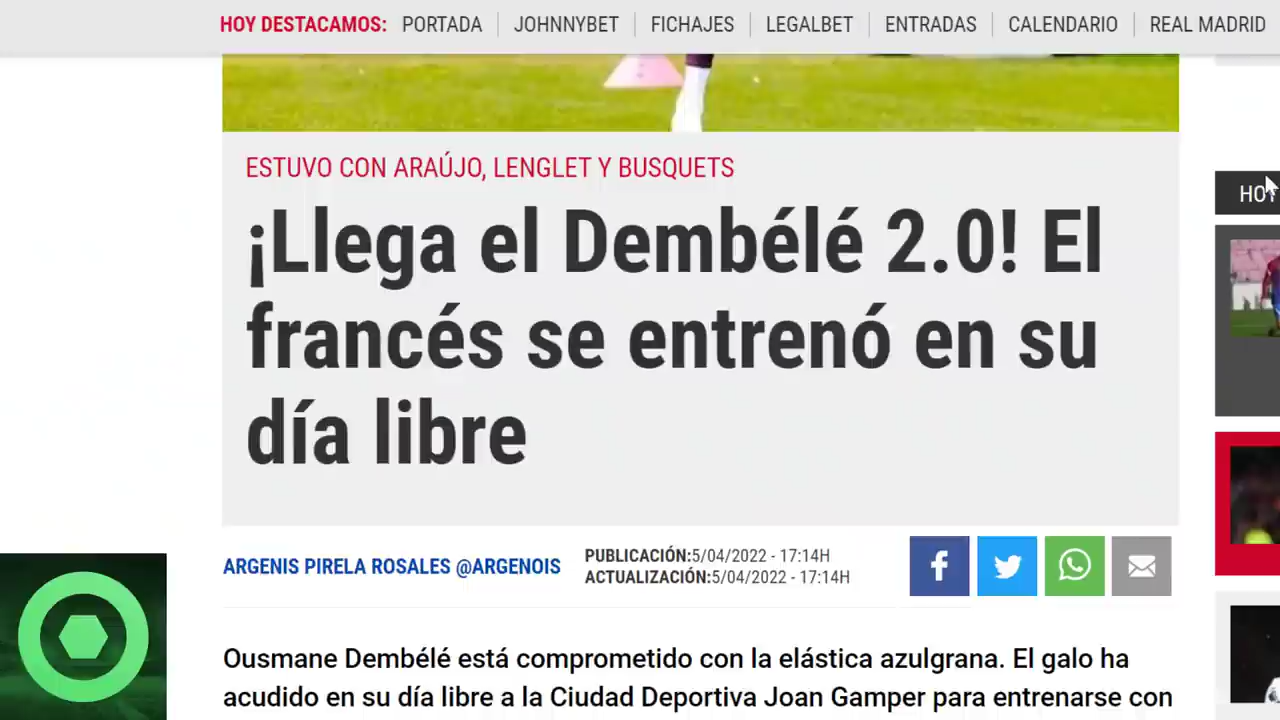 HOY DESTACAMOS: PORTADA JOHNNYBET FICHAJES LEGALBET ENTRADAS CALENDARIO REAL MADRID
ESTUVO CON ARAÚJO, LENGLET Y BUSQUETS
¡Llega el Dembélé 2.0! El
francés se entrenó en su
día libre
ARGENIS PIRELA ROSALES @ARGENOIS
PUBLICACIÓN:5/04/2022 - 17:14H
ACTUALIZACIÓN:5/04/2022 - 17:14H
Ousmane Dembélé está comprometido con la elástica azulgrana. El galo ha
acudido en su día libre a la Ciudad Deportiva Joan Gamper para entrenarse con